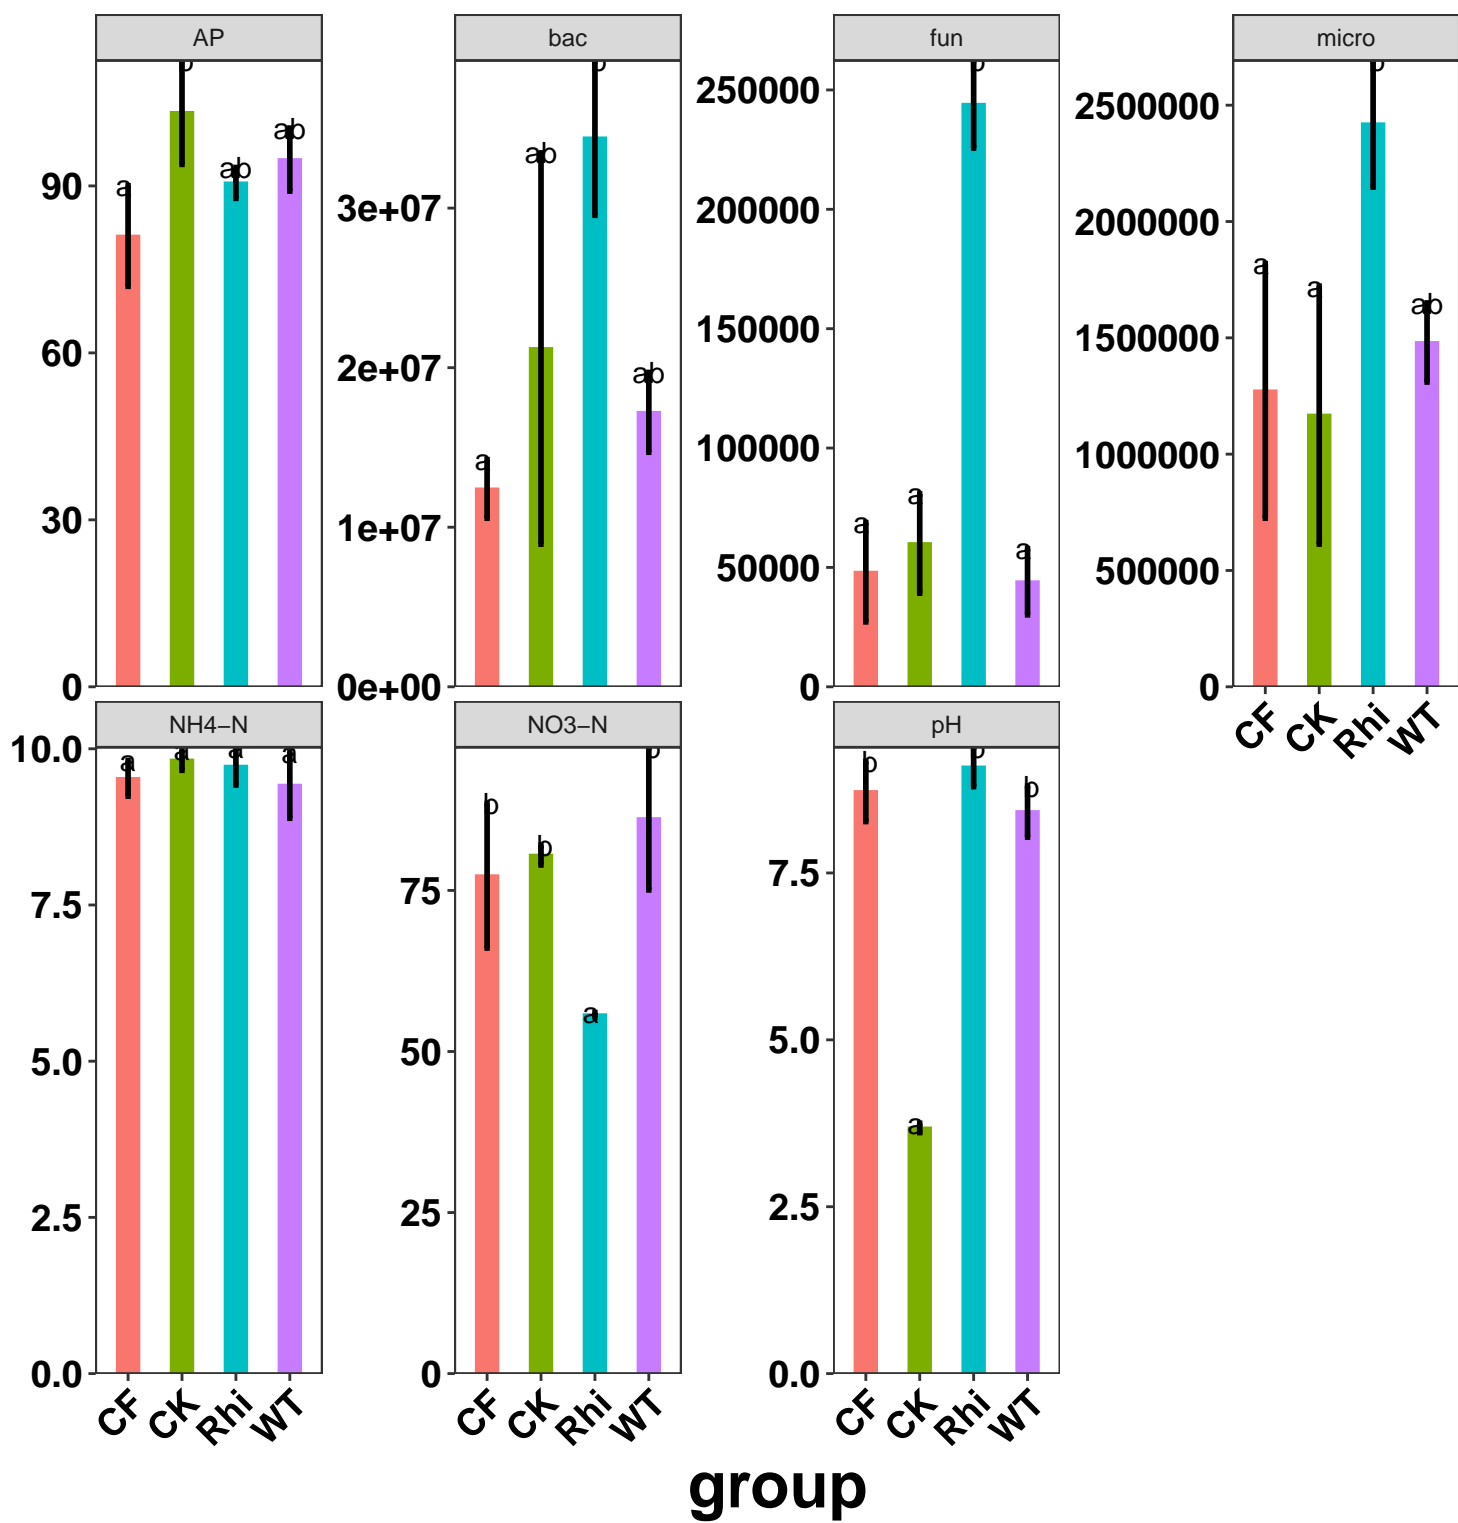 AP
bac
fun
micro
0
30
60
90
a
b
ab
ab
0e+00
1e+07
2e+07
3e+07
a
ab
b
ab
0
50000
100000
150000
200000
250000
a
a
b
a
0
500000
1000000
1500000
2000000
2500000
a
a
b
ab
CF
CK
Rhi
WT
NH4−N
NO3−N
pH
0.0
2.5
5.0
7.5
10.0
a
a
a
a
CF
CK
Rhi
WT
0
25
50
75
b
b
a
b
CF
CK
Rhi
WT
0.0
2.5
5.0
7.5
b
a
b
b
CF
CK
Rhi
WT
group